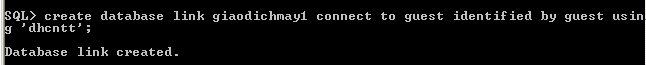 SQL> create database link giaodichmay1 connect to guest identified by guest usin
g 'dhcntt';
Database link created.